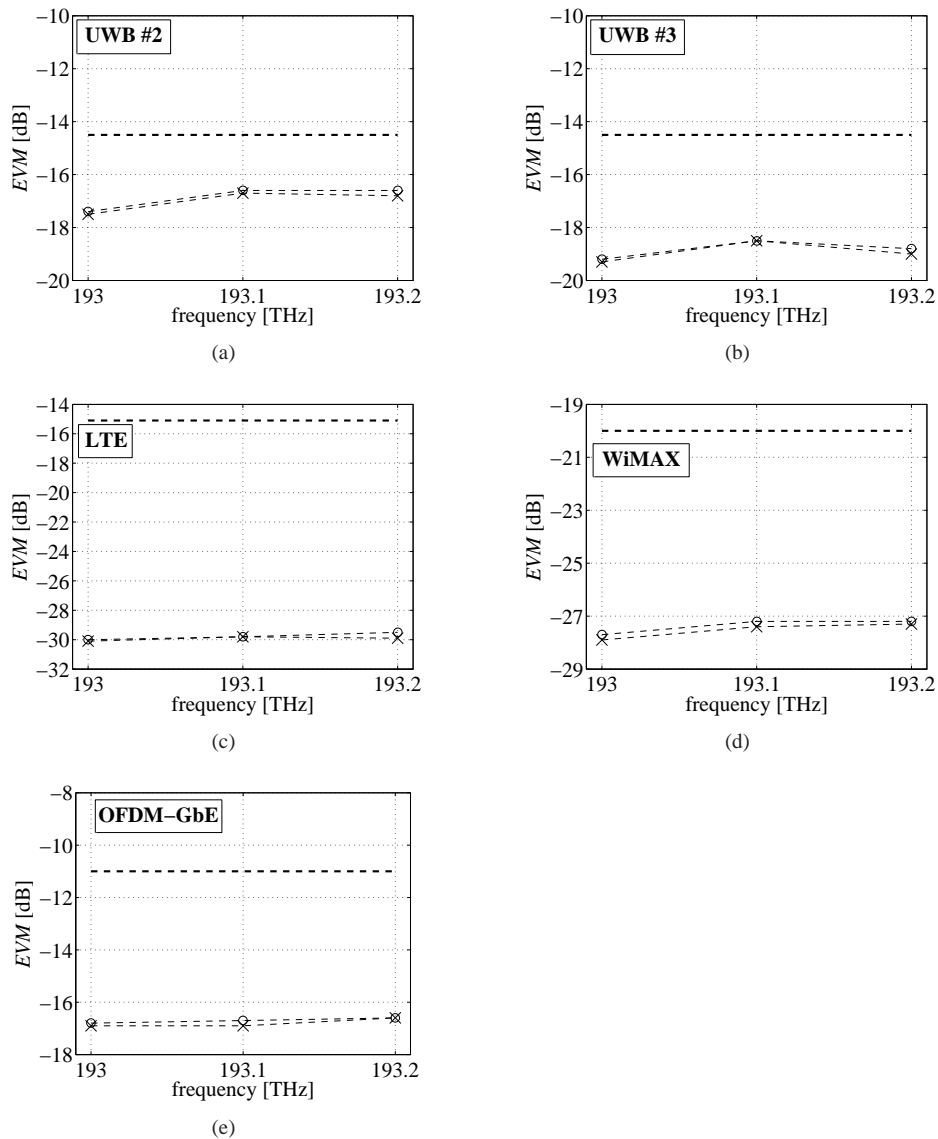 −10
UWB #2
−12
−14
EVM [dB]
−16
−18
−20
193
193.1
193.2
frequency [THz]
(a)
−10
UWB #3
−12
−14
EVM [dB]
−16
−18
−20
193
193.1
193.2
frequency [THz]
(b)
−14
−16
LTE
−18
−20
−22
EVM [dB]
−24
−26
−28
−30
−32
193
193.1
193.2
frequency [THz]
(c)
−19
−21
WiMAX
−23
EVM [dB]
−25
−27
−29
193
193.1
193.2
frequency [THz]
(d)
−8
OFDM−GbE
−10
−12
EVM [dB]
−14
−16
−18
193
193.1
193.2
frequency [THz]
(e)